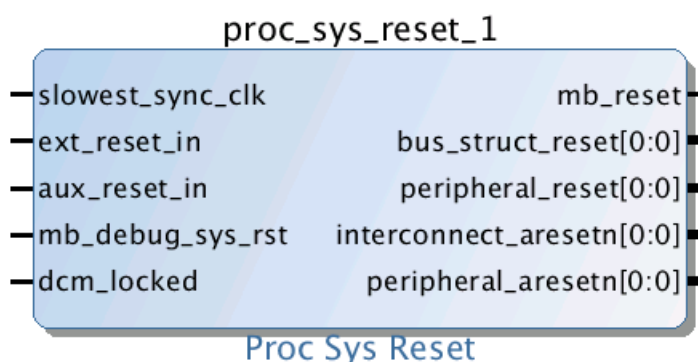 proc_sys_reset_1
slowest_sync_clk mb_reset
ext_reset_in bus_struct_reset[0:0]
aux_reset_in peripheral_reset[0:0]
mb_debug_sys_rst interconnect_aresetn[0:0]
dcm_locked peripheral_aresetn[0:0]
Proc Sys Reset